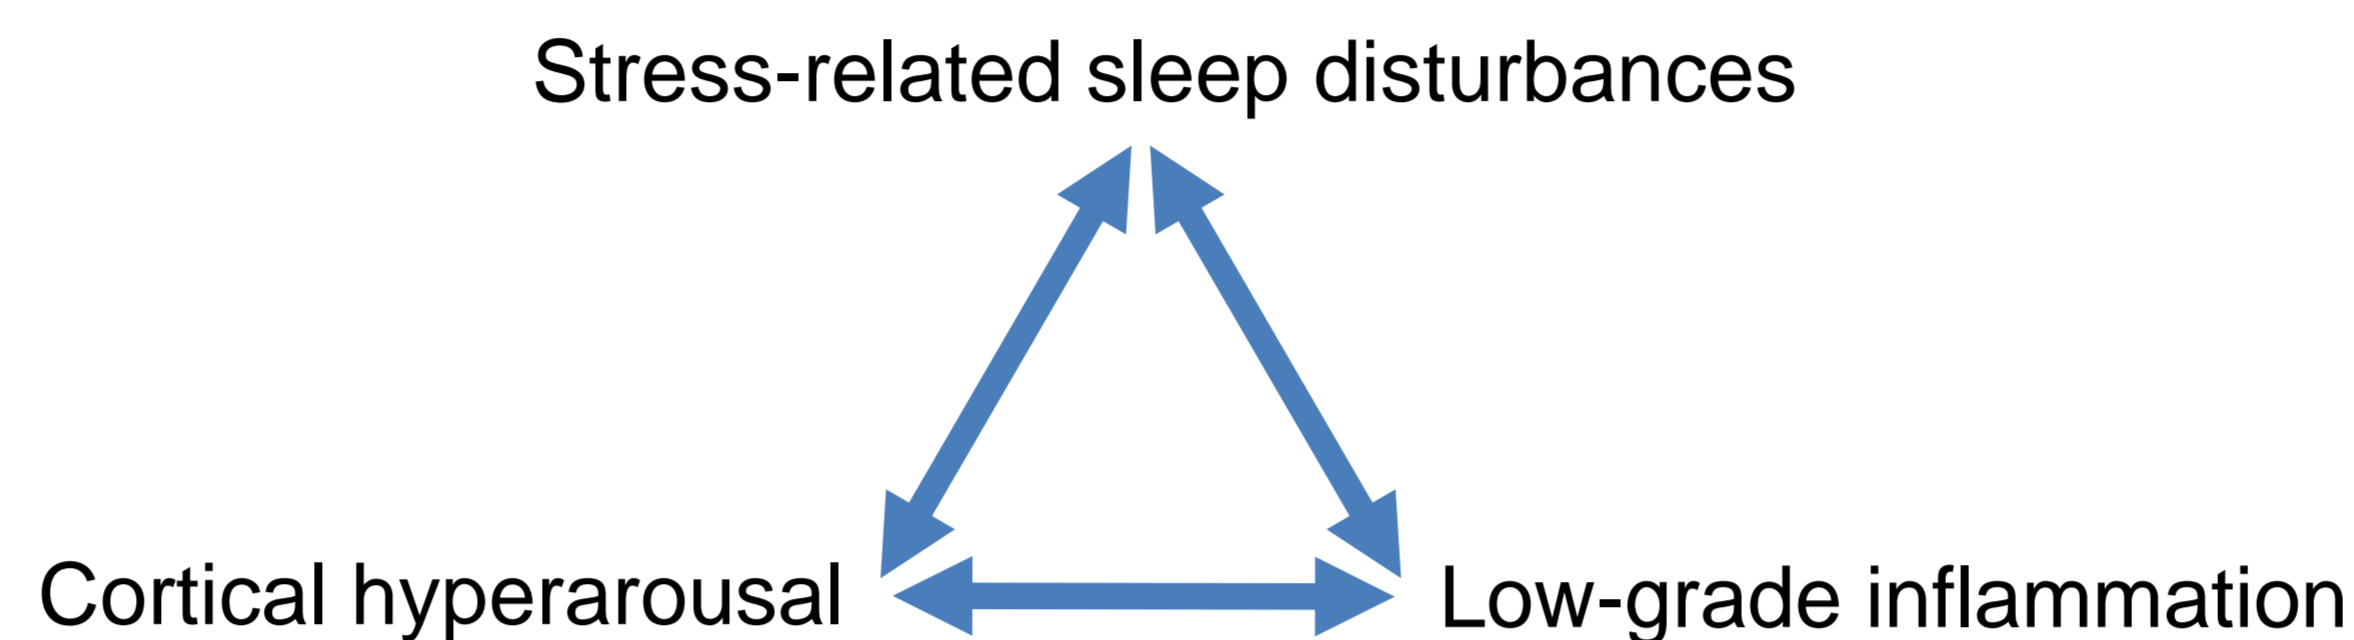 Stress-related sleep disturbances
Cortical hyperarousal
Low-grade inflammation